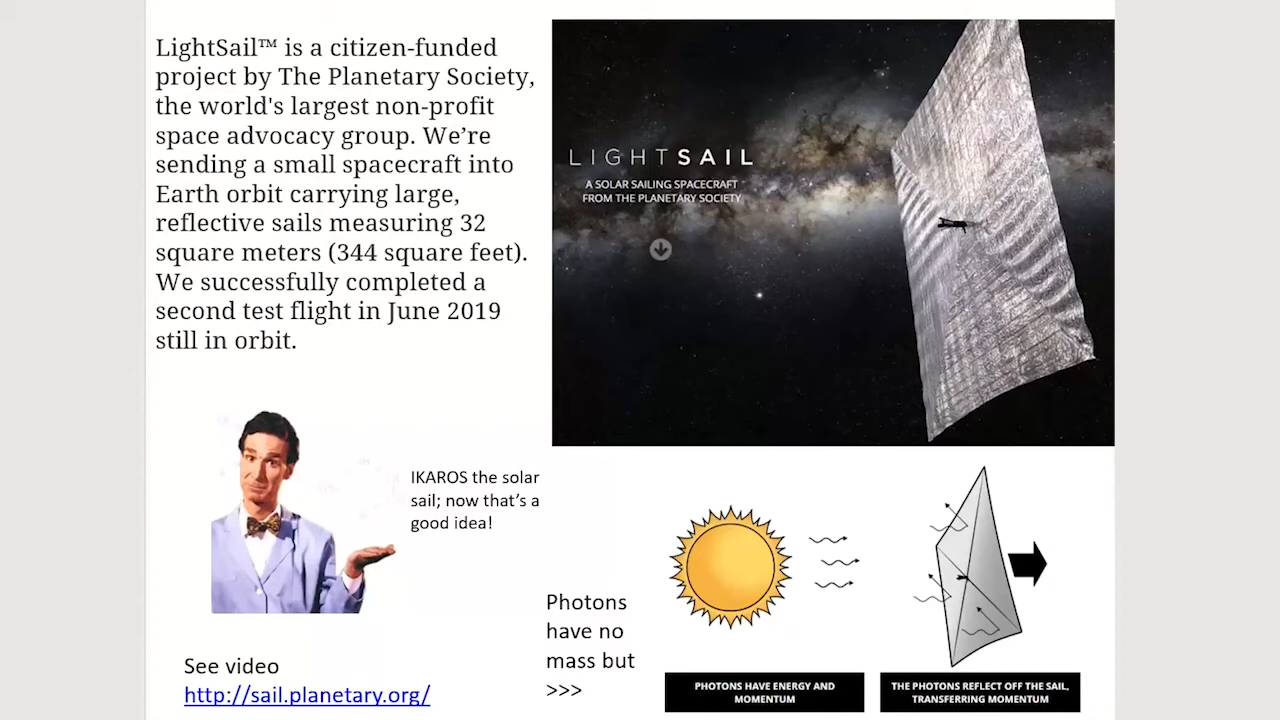 LightSail™ is a citizen-funded
project by The Planetary Society,
the world's largest non-profit
space advocacy group. We’re
sending a small spacecraft into
Earth orbit carrying large,
reflective sails measuring 32
square meters (344 square feet).
We successfully completed a
second test flight in June 2019
still in orbit.
LIGHTSAIL
A SOLAR SAILING SPACECRAFT
FROM THE PLANETARY SOCIETY
IKAROS the solar
sail; now that’s a
good idea!
See video
http://sail.planetary.org/
Photons
have no
mass but
>>>
PHOTONS HAVE ENERGY AND
MOMENTUM
THE PHOTONS REFLECT OFF THE SAIL,
TRANSFERRING MOMENTUM